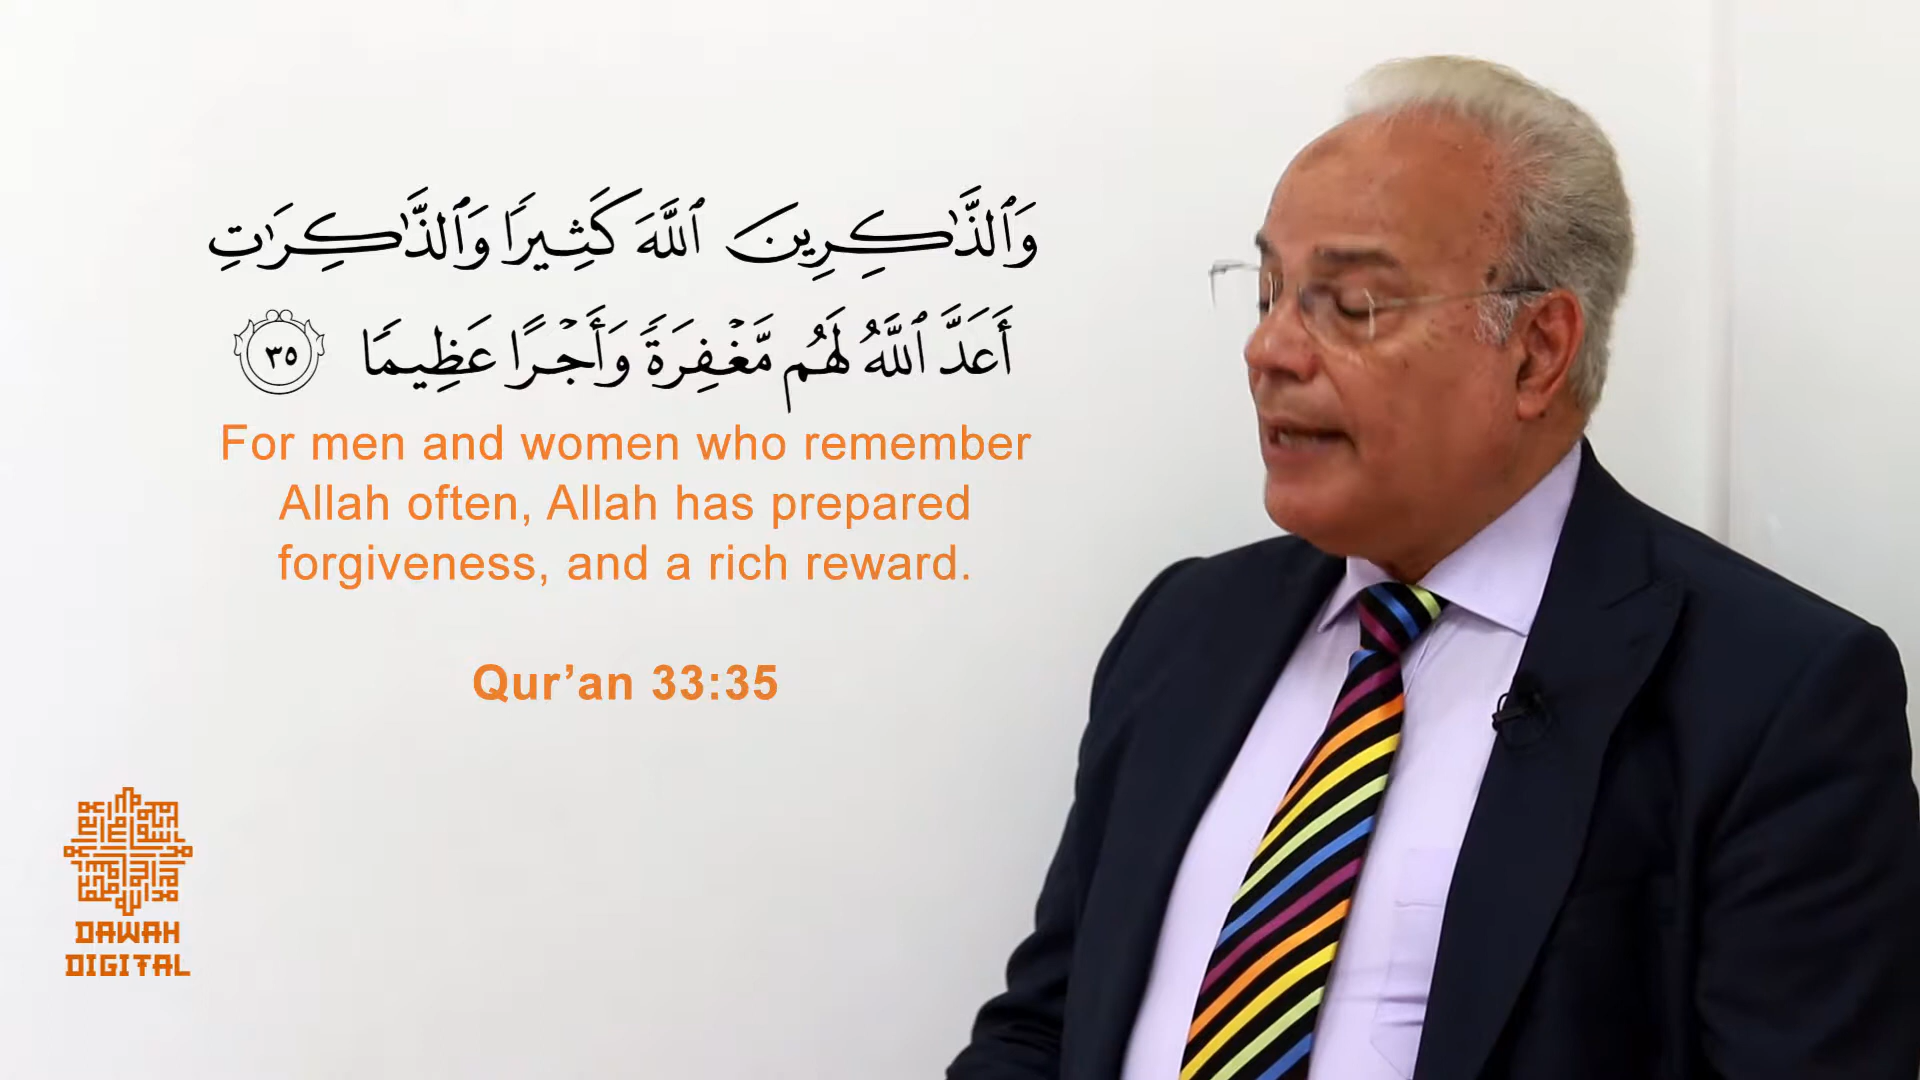 وَٱلذَّٰكِرِينَ ٱللَّهَ كَثِيرًا وَٱلذَّٰكِرَٰتِ
أَعَدَّ ٱللَّهُ لَهُم مَّغْفِرَةً وَأَجْرًا عَظِيمًا ٣٥
For men and women who remember
Allah often, Allah has prepared
forgiveness, and a rich reward.
Qur’an 33:35
DAWAH
DIGITAL